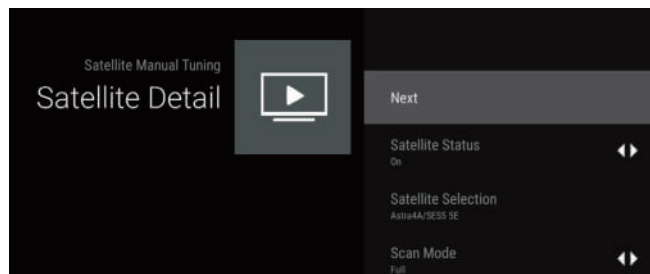 Satellite Manual Tuning
Satellite Detail
Next
Satellite Status
On
Satellite Selection
Astra4A/SES5 5E
Scan Mode
Full